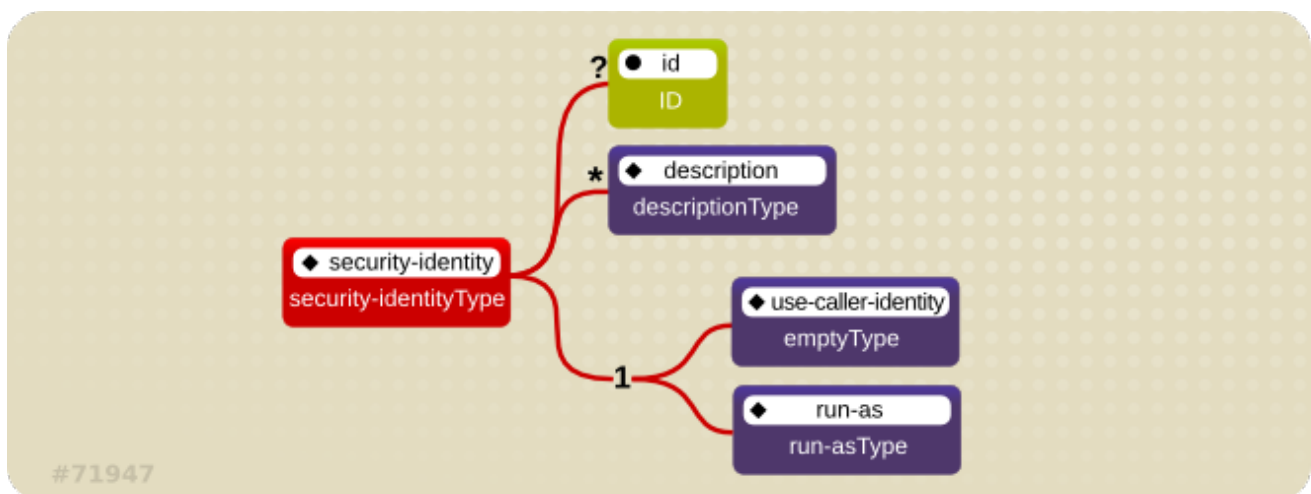 ?
id
ID
*
description
descriptionType
security-identity
security-identityType
use-caller-identity
emptyType
1
run-as
run-asType
#71947